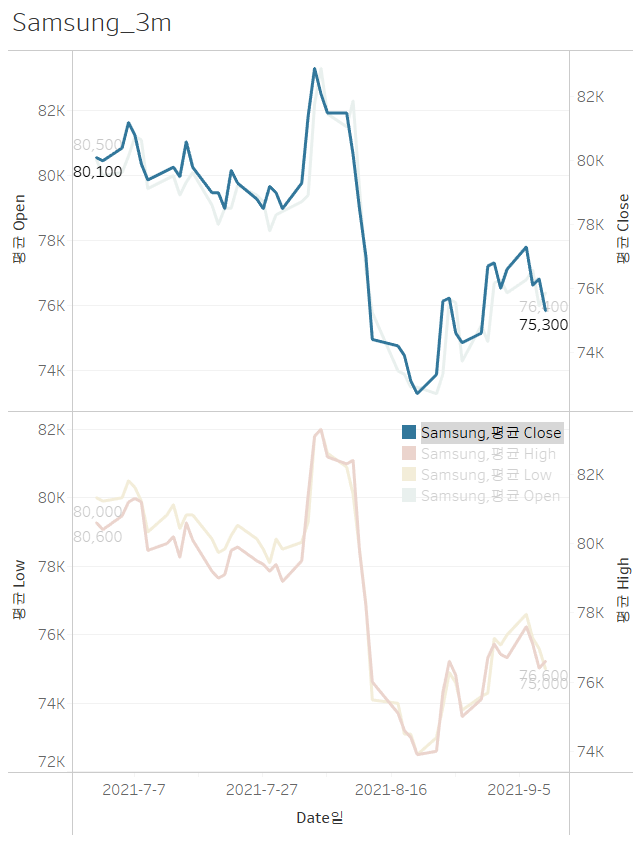 Samsung_3m
82K
80K
78K
76K
74K
평균 Open
80,500
80,100
76,400
75,300
82K
80K
78K
76K
74K
평균 Close
82K
80K
78K
76K
74K
72K
평균 Low
80,000
80,600
Samsung,평균 Close
Samsung,평균 High
Samsung,평균 Low
Samsung,평균 Open
76,600
75,000
82K
80K
78K
76K
74K
평균 High
2021-7-7
2021-7-27
2021-8-16
2021-9-5
Date일